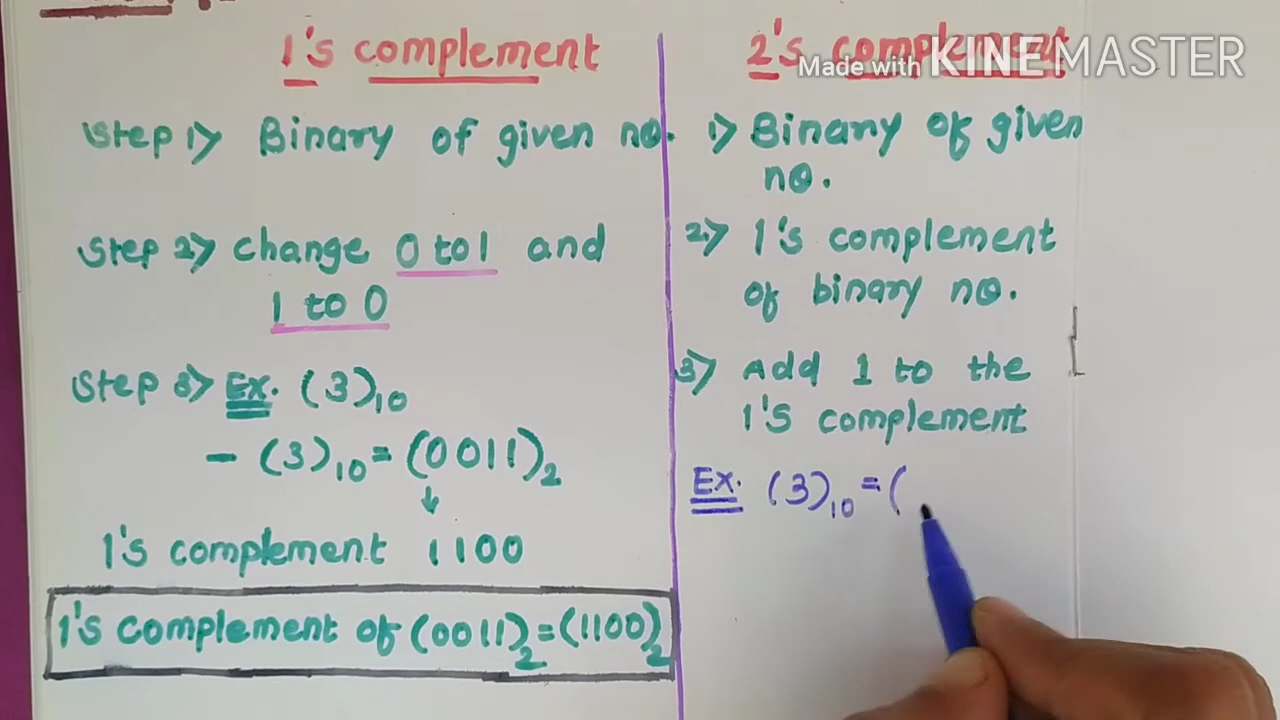 1's complement
Step 1> Binary of given no.
Step 2> change 0 to 1 and
1 to 0
Step 3> Ex. (3)10
- (3)10 = (0011)2
↓
1's complement 1100
1's complement of (0011)2 = (1100)2
2's complement
Made with KINEMASTER
1> Binary of given
no.
2> 1's complement
of binary no.
3> Add 1 to the
1's complement
Ex. (3)10 = (